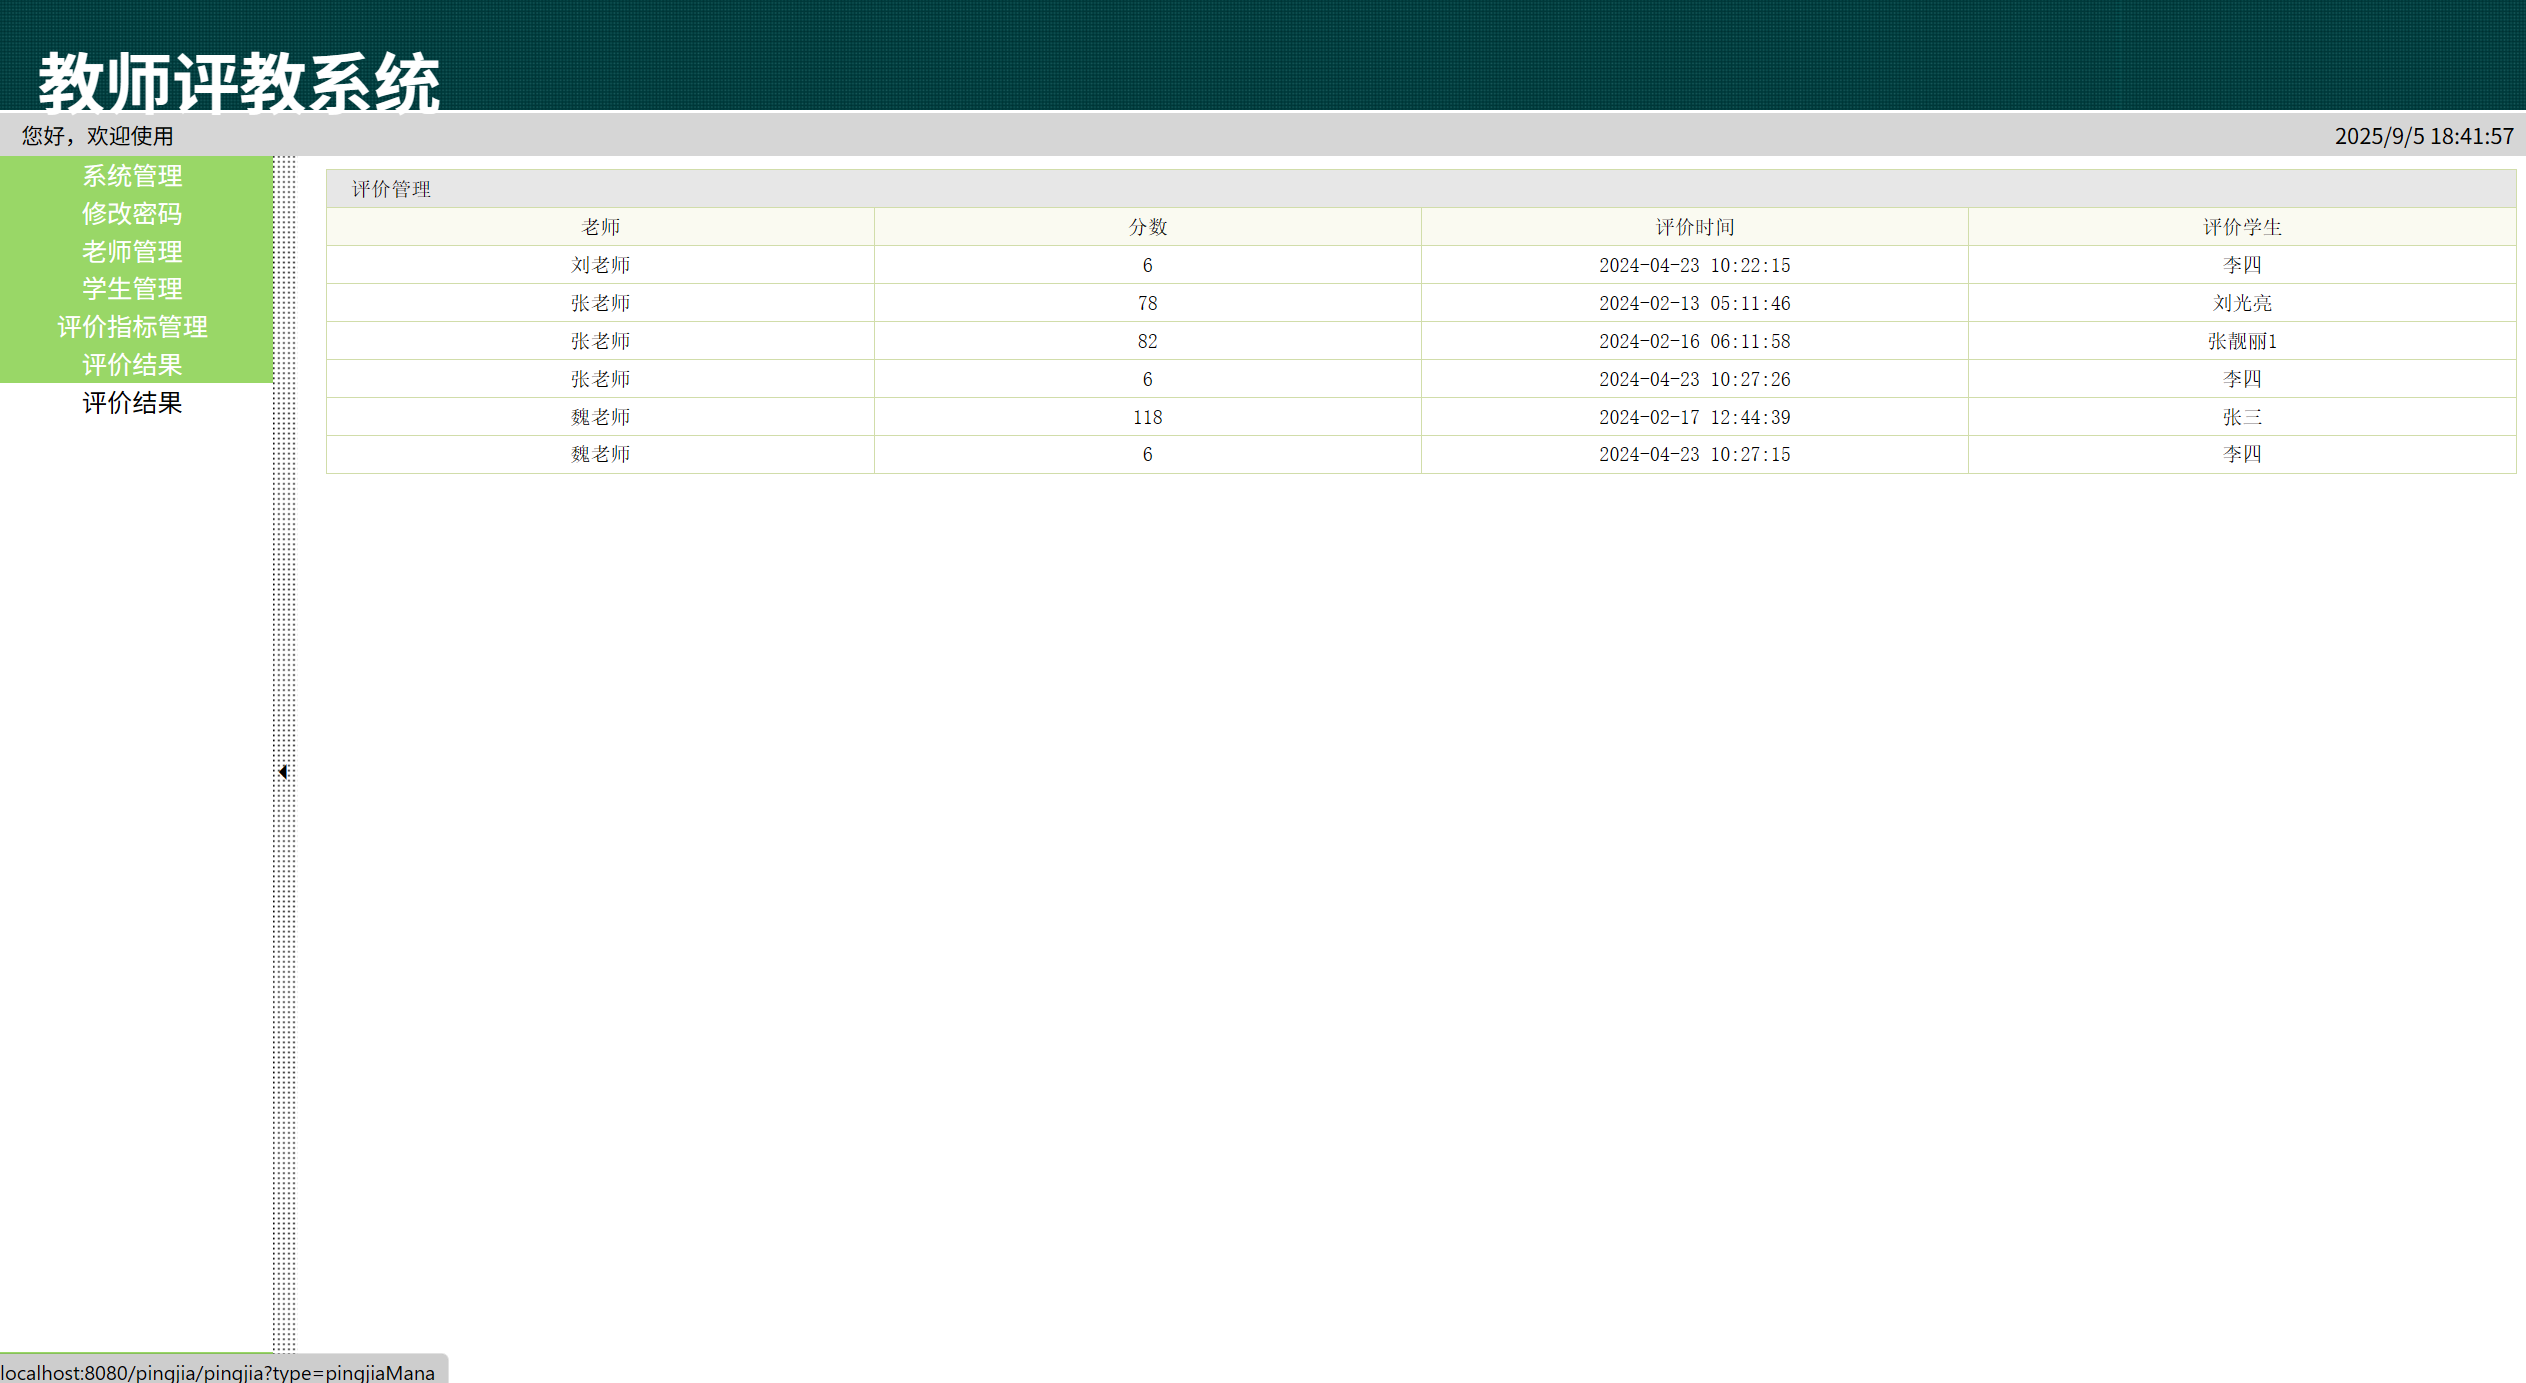 教师评教系统
您好，欢迎使用 2025/9/5 18:41:57
系统管理
修改密码
老师管理
学生管理
评价指标管理
评价结果
评价结果
评价管理
老师 分数 评价时间 评价学生
刘老师 6 2024-04-23 10:22:15 李四
张老师 78 2024-02-13 05:11:46 刘光亮
张老师 82 2024-02-16 06:11:58 张靓丽1
张老师 6 2024-04-23 10:27:26 李四
魏老师 118 2024-02-17 12:44:39 张三
魏老师 6 2024-04-23 10:27:15 李四
localhost:8080/pingjia/pingjia?type=pingjiaMana